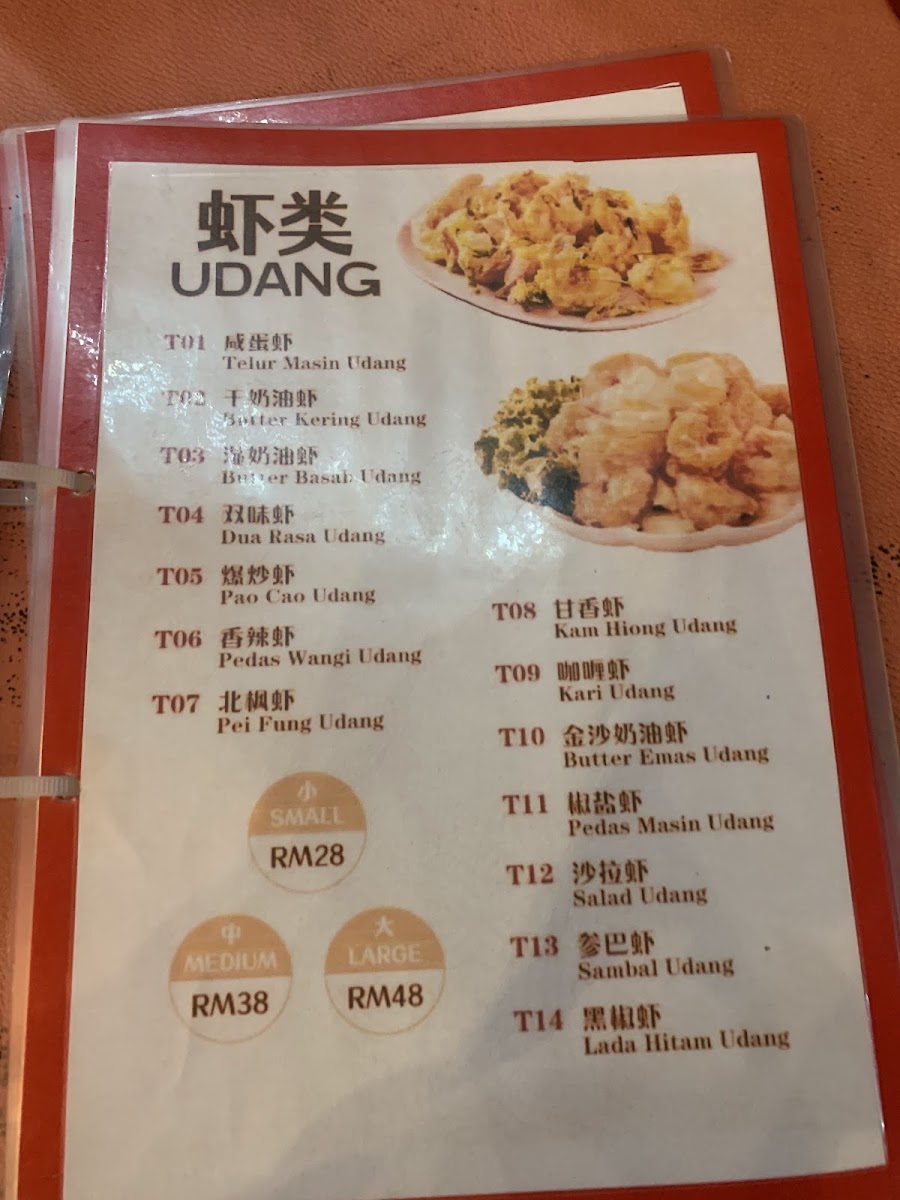 虾类
UDANG
T01 咸蛋虾
Telur Masin Udang
T02 干奶油虾
Butter Kering Udang
T03 湿奶油虾
Butter Basah Udang
T04 双味虾
Dua Rasa Udang
T05 爆炒虾
Pao Cao Udang
T06 香辣虾
Pedas Wangi Udang
T07 北枫虾
Pei Fung Udang
T08 甘香虾
Kam Hiong Udang
T09 咖喱虾
Kari Udang
T10 金沙奶油虾
Butter Emas Udang
T11 椒盐虾
Pedas Masin Udang
T12 沙拉虾
Salad Udang
T13 参巴虾
Sambal Udang
T14 黑椒虾
Lada Hitam Udang
小
SMALL
RM28
中
MEDIUM
RM38
大
LARGE
RM48